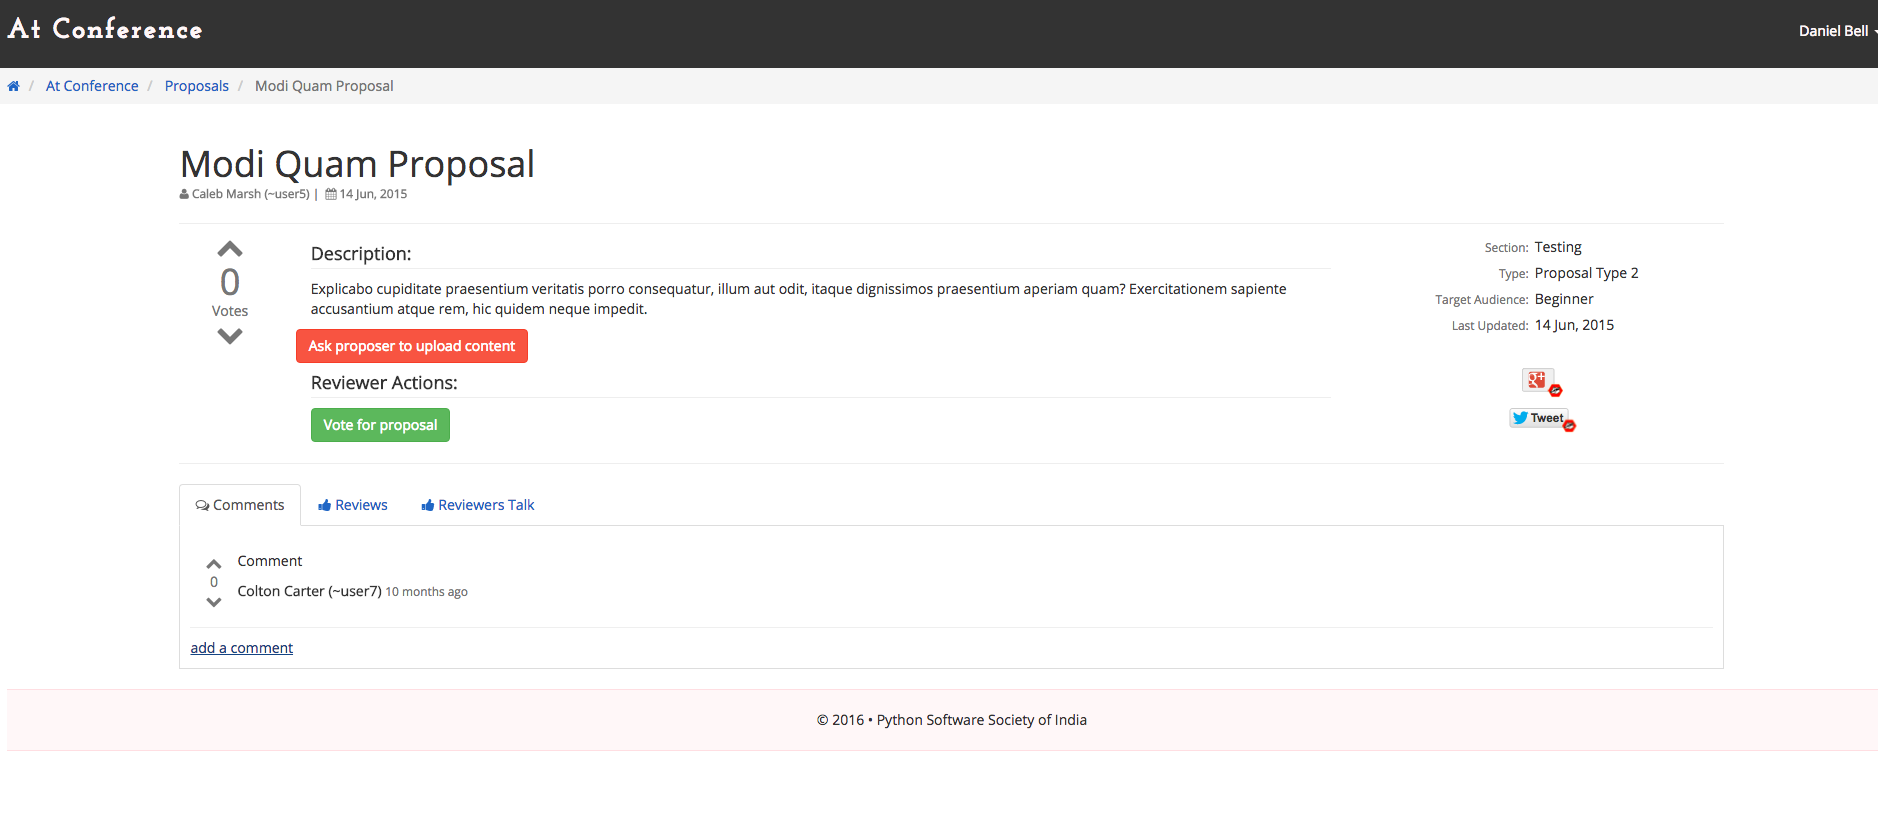 At Conference
Daniel Bell
/ At Conference / Proposals / Modi Quam Proposal
Modi Quam Proposal
Caleb Marsh (~user5) | 14 Jun, 2015
0
Votes
Description:
Explicabo cupiditate praesentium veritatis porro consequatur, illum aut odit, itaque dignissimos praesentium aperiam quam? Exercitationem sapiente
accusantium atque rem, hic quidem neque impedit.
Ask proposer to upload content
Reviewer Actions:
Vote for proposal
Section: Testing
Type: Proposal Type 2
Target Audience: Beginner
Last Updated: 14 Jun, 2015
g+
Tweet
Comments
Reviews
Reviewers Talk
Comment
0
Colton Carter (~user7) 10 months ago
add a comment
© 2016 • Python Software Society of India